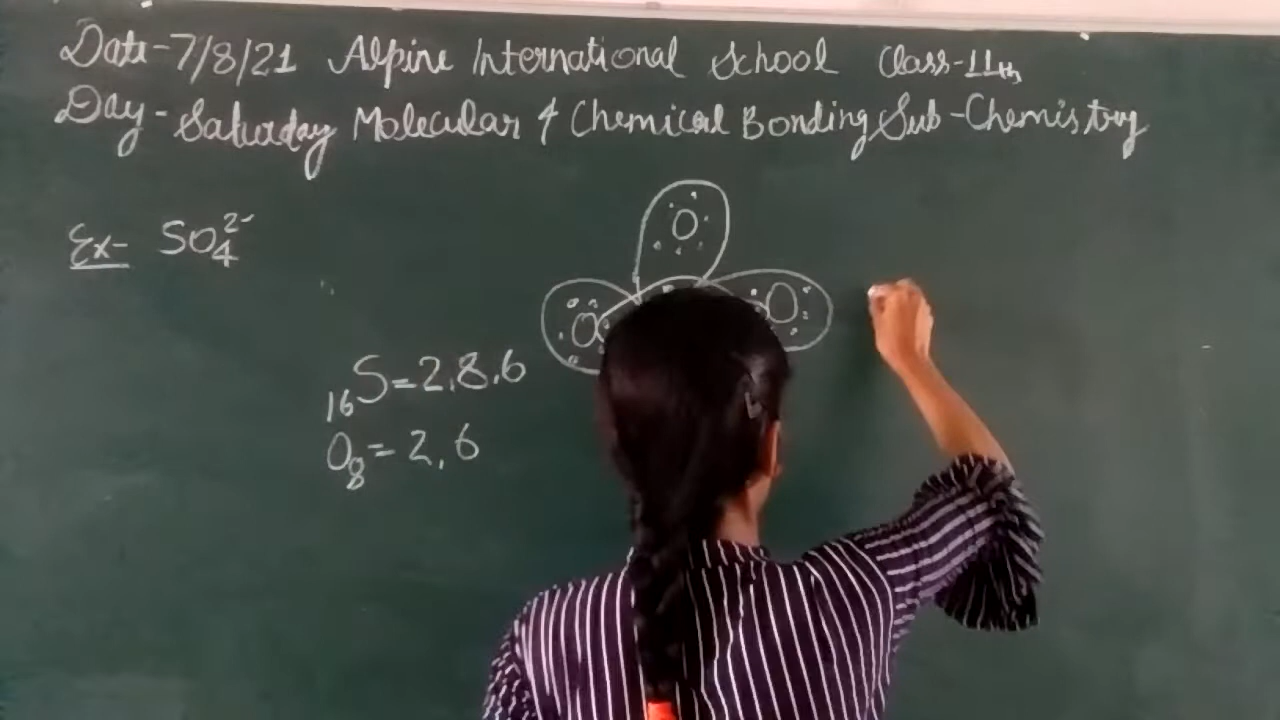 Date-7/8/21 Alpine International School Class-11th
Day-Saturday Molecular & Chemical Bonding Sub-Chemistry
Ex- SO₄²⁻
O
O O
₁₆S=2,8,6
O₈=2,6